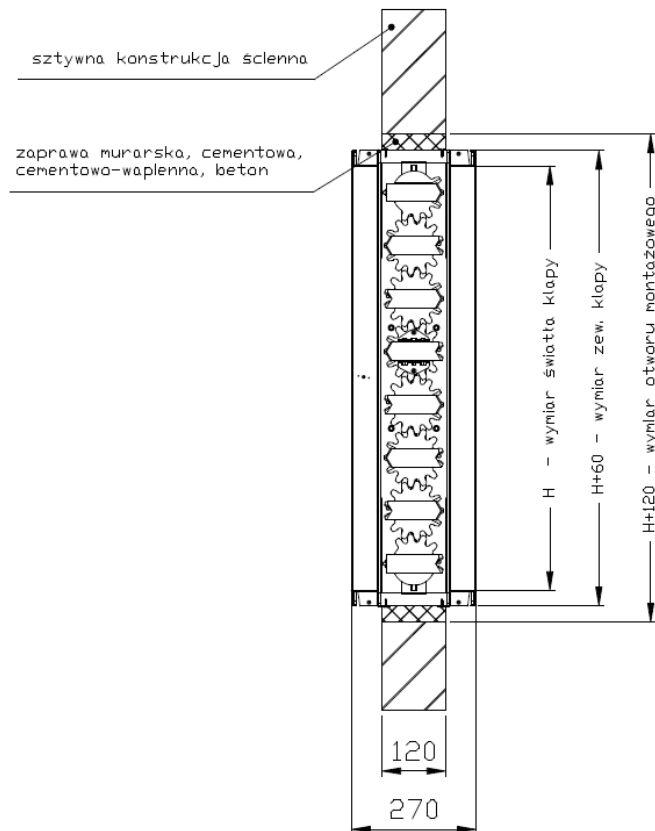 sztywna konstrukcja ścienna
zaprawa murarska, cementowa,
cementowo-waplenna, beton
H - wymiar światła klapy
H+60 - wymiar zew. klapy
H+120 - wymiar otworu montażowego
120
270